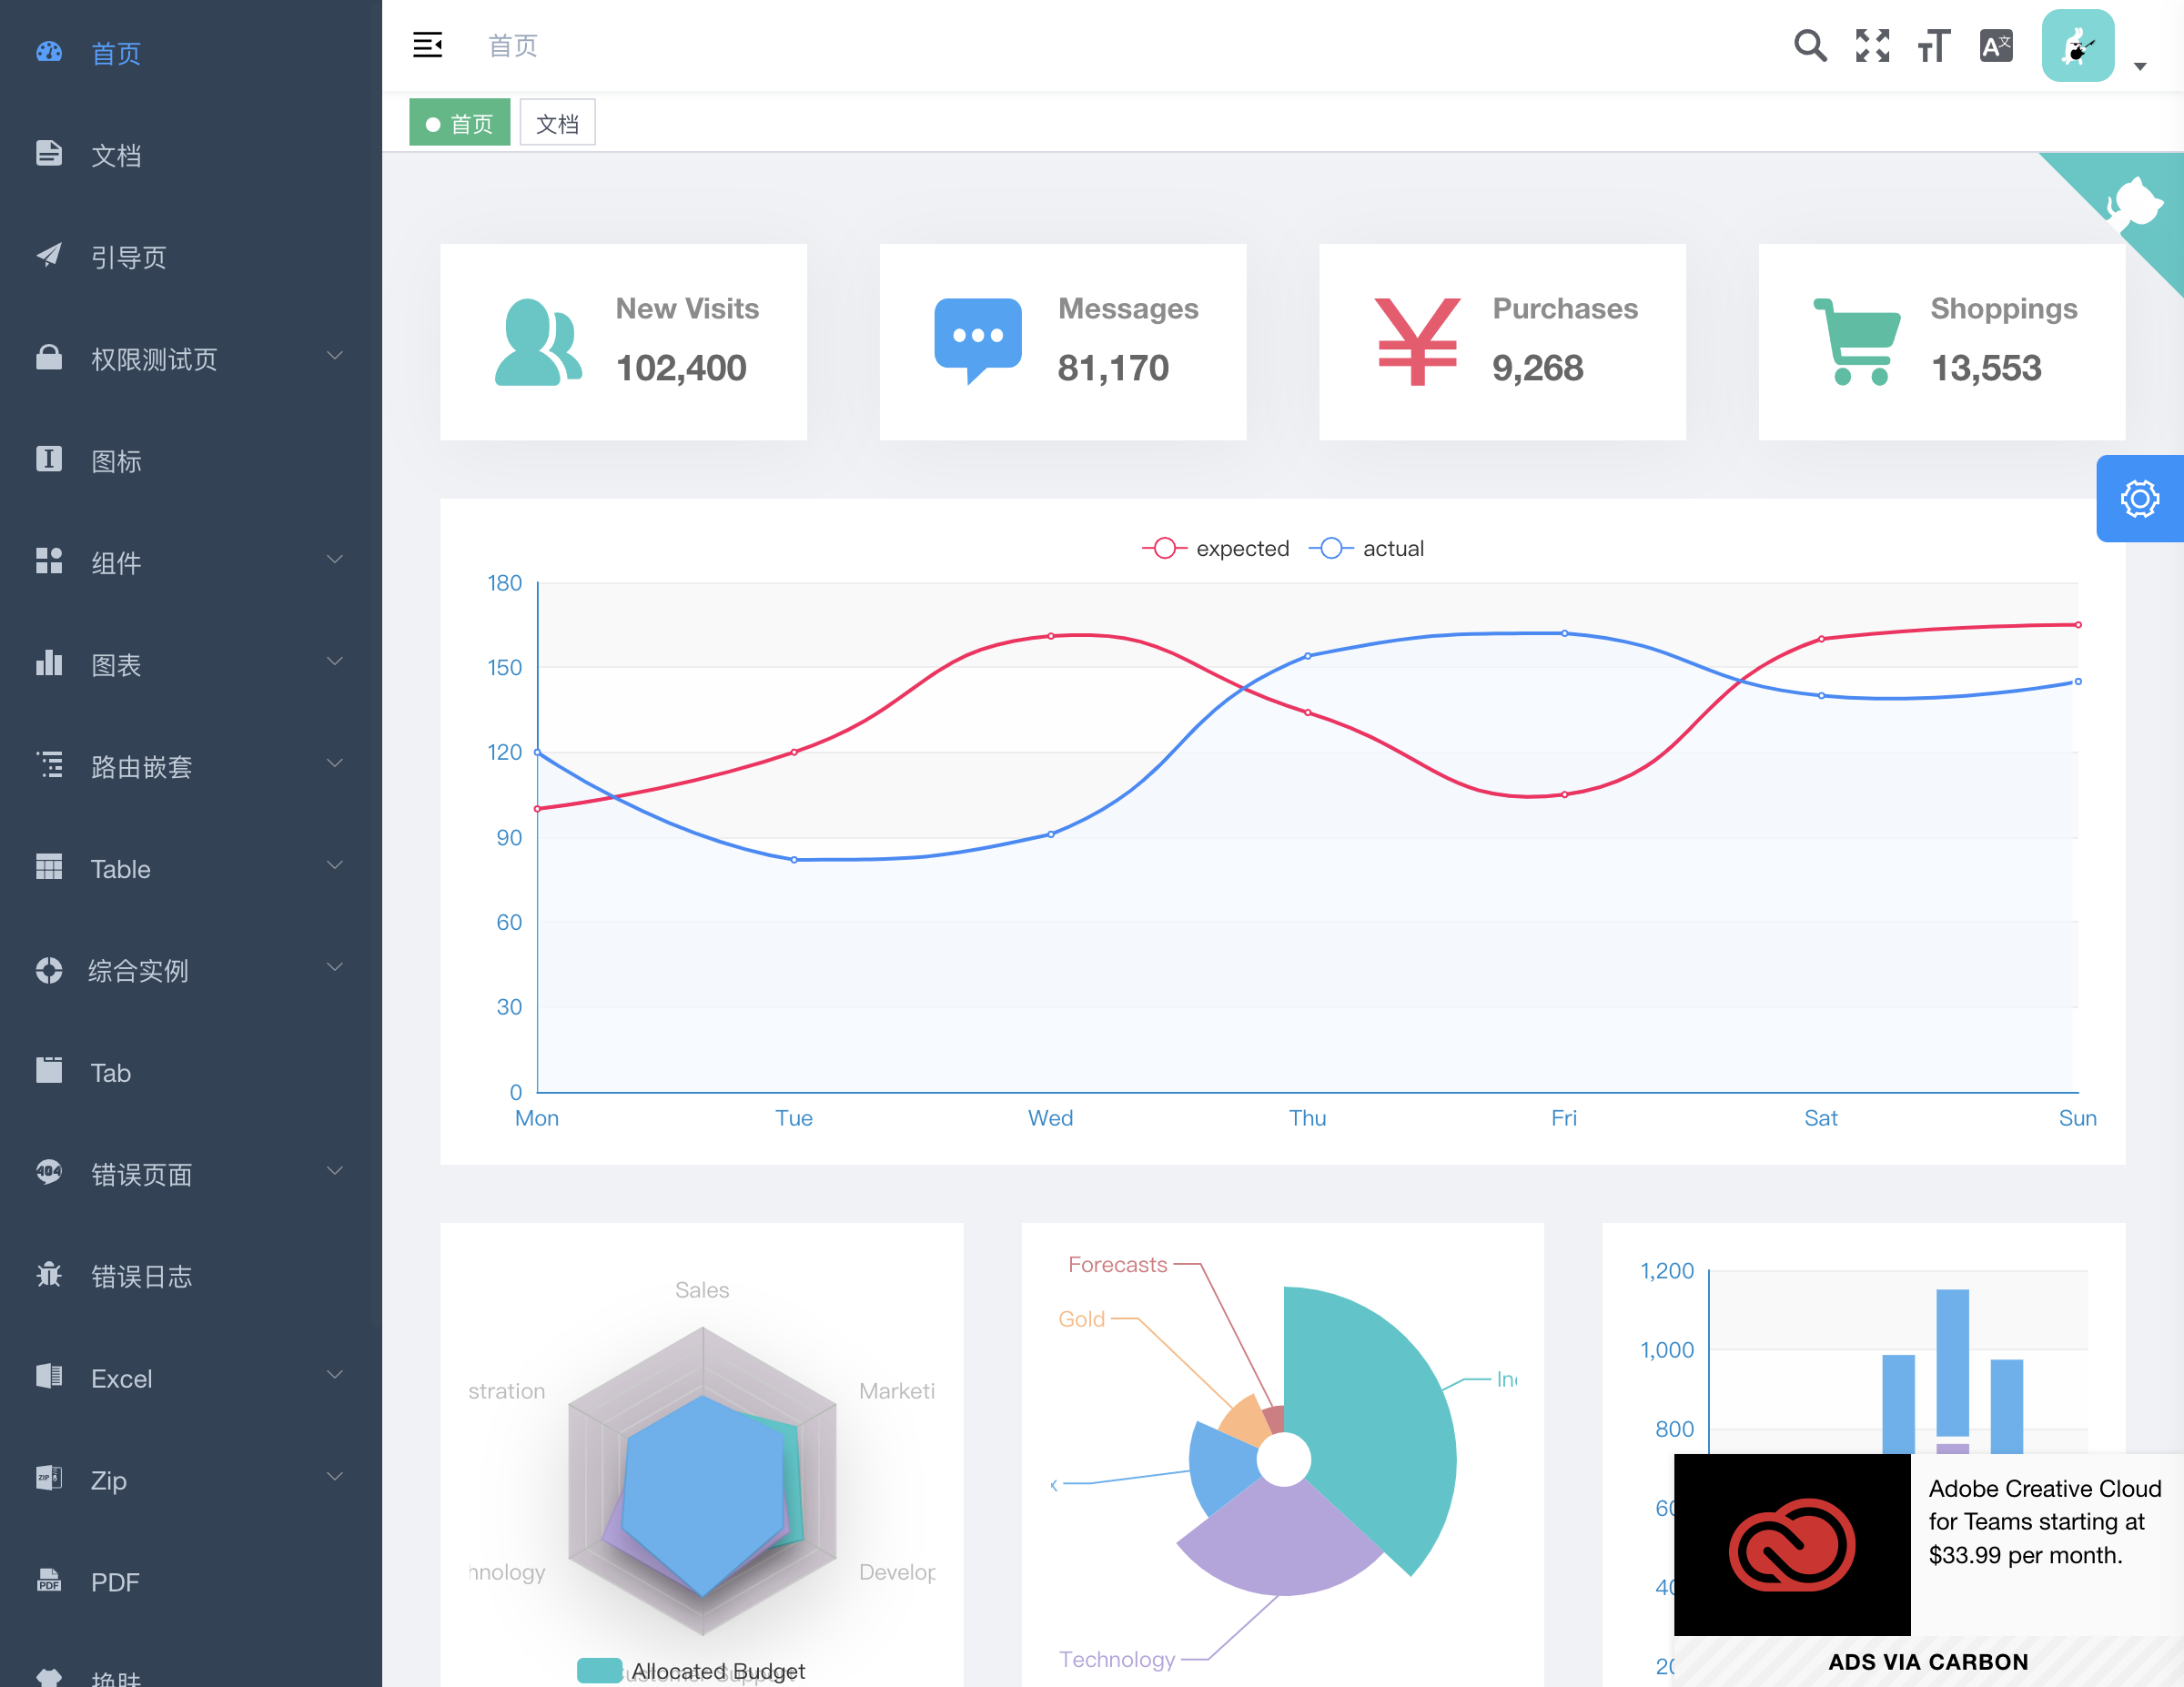 首页
文档
引导页
权限测试页
图标
组件
图表
路由嵌套
Table
综合实例
Tab
错误页面
错误日志
Excel
Zip
PDF
首页
首页
文档
New Visits
102,400
Messages
81,170
Purchases
9,268
Shoppings
13,553
expected
actual
180
150
120
90
60
30
0
Mon
Tue
Wed
Thu
Fri
Sat
Sun
Sales
stration
Marketi
hnology
Develop
Customer Support
Allocated Budget
Forecasts
Gold
In
x
Technology
1,200
1,000
800
Adobe Creative Cloud
for Teams starting at
$33.99 per month.
ADS VIA CARBON